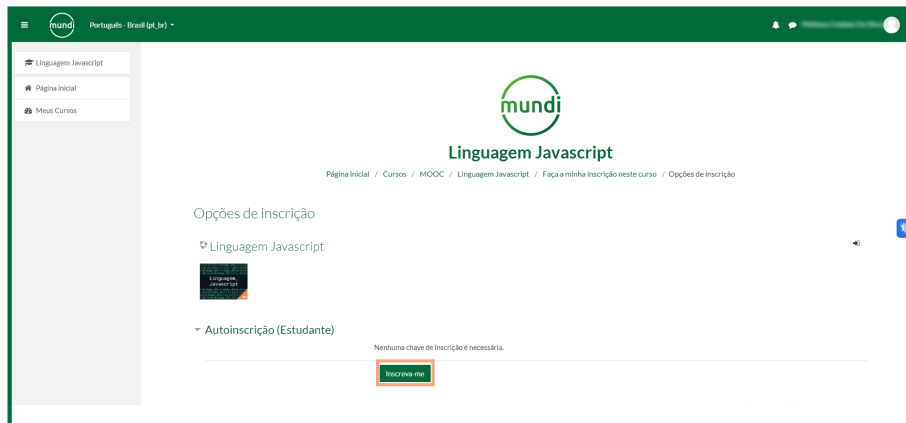 mundi
Português - Brasil (pt_br)
Linguagem Javascript
Página inicial
Meus Cursos
mundi
Linguagem Javascript
Página inicial / Cursos / MOOC / Linguagem Javascript / Faça a minha inscrição neste curso / Opções de inscrição
Opções de inscrição
Linguagem Javascript
Linguagem
Javascript
Autoinscrição (Estudante)
Nenhuma chave de inscrição é necessária.
Inscreva-me